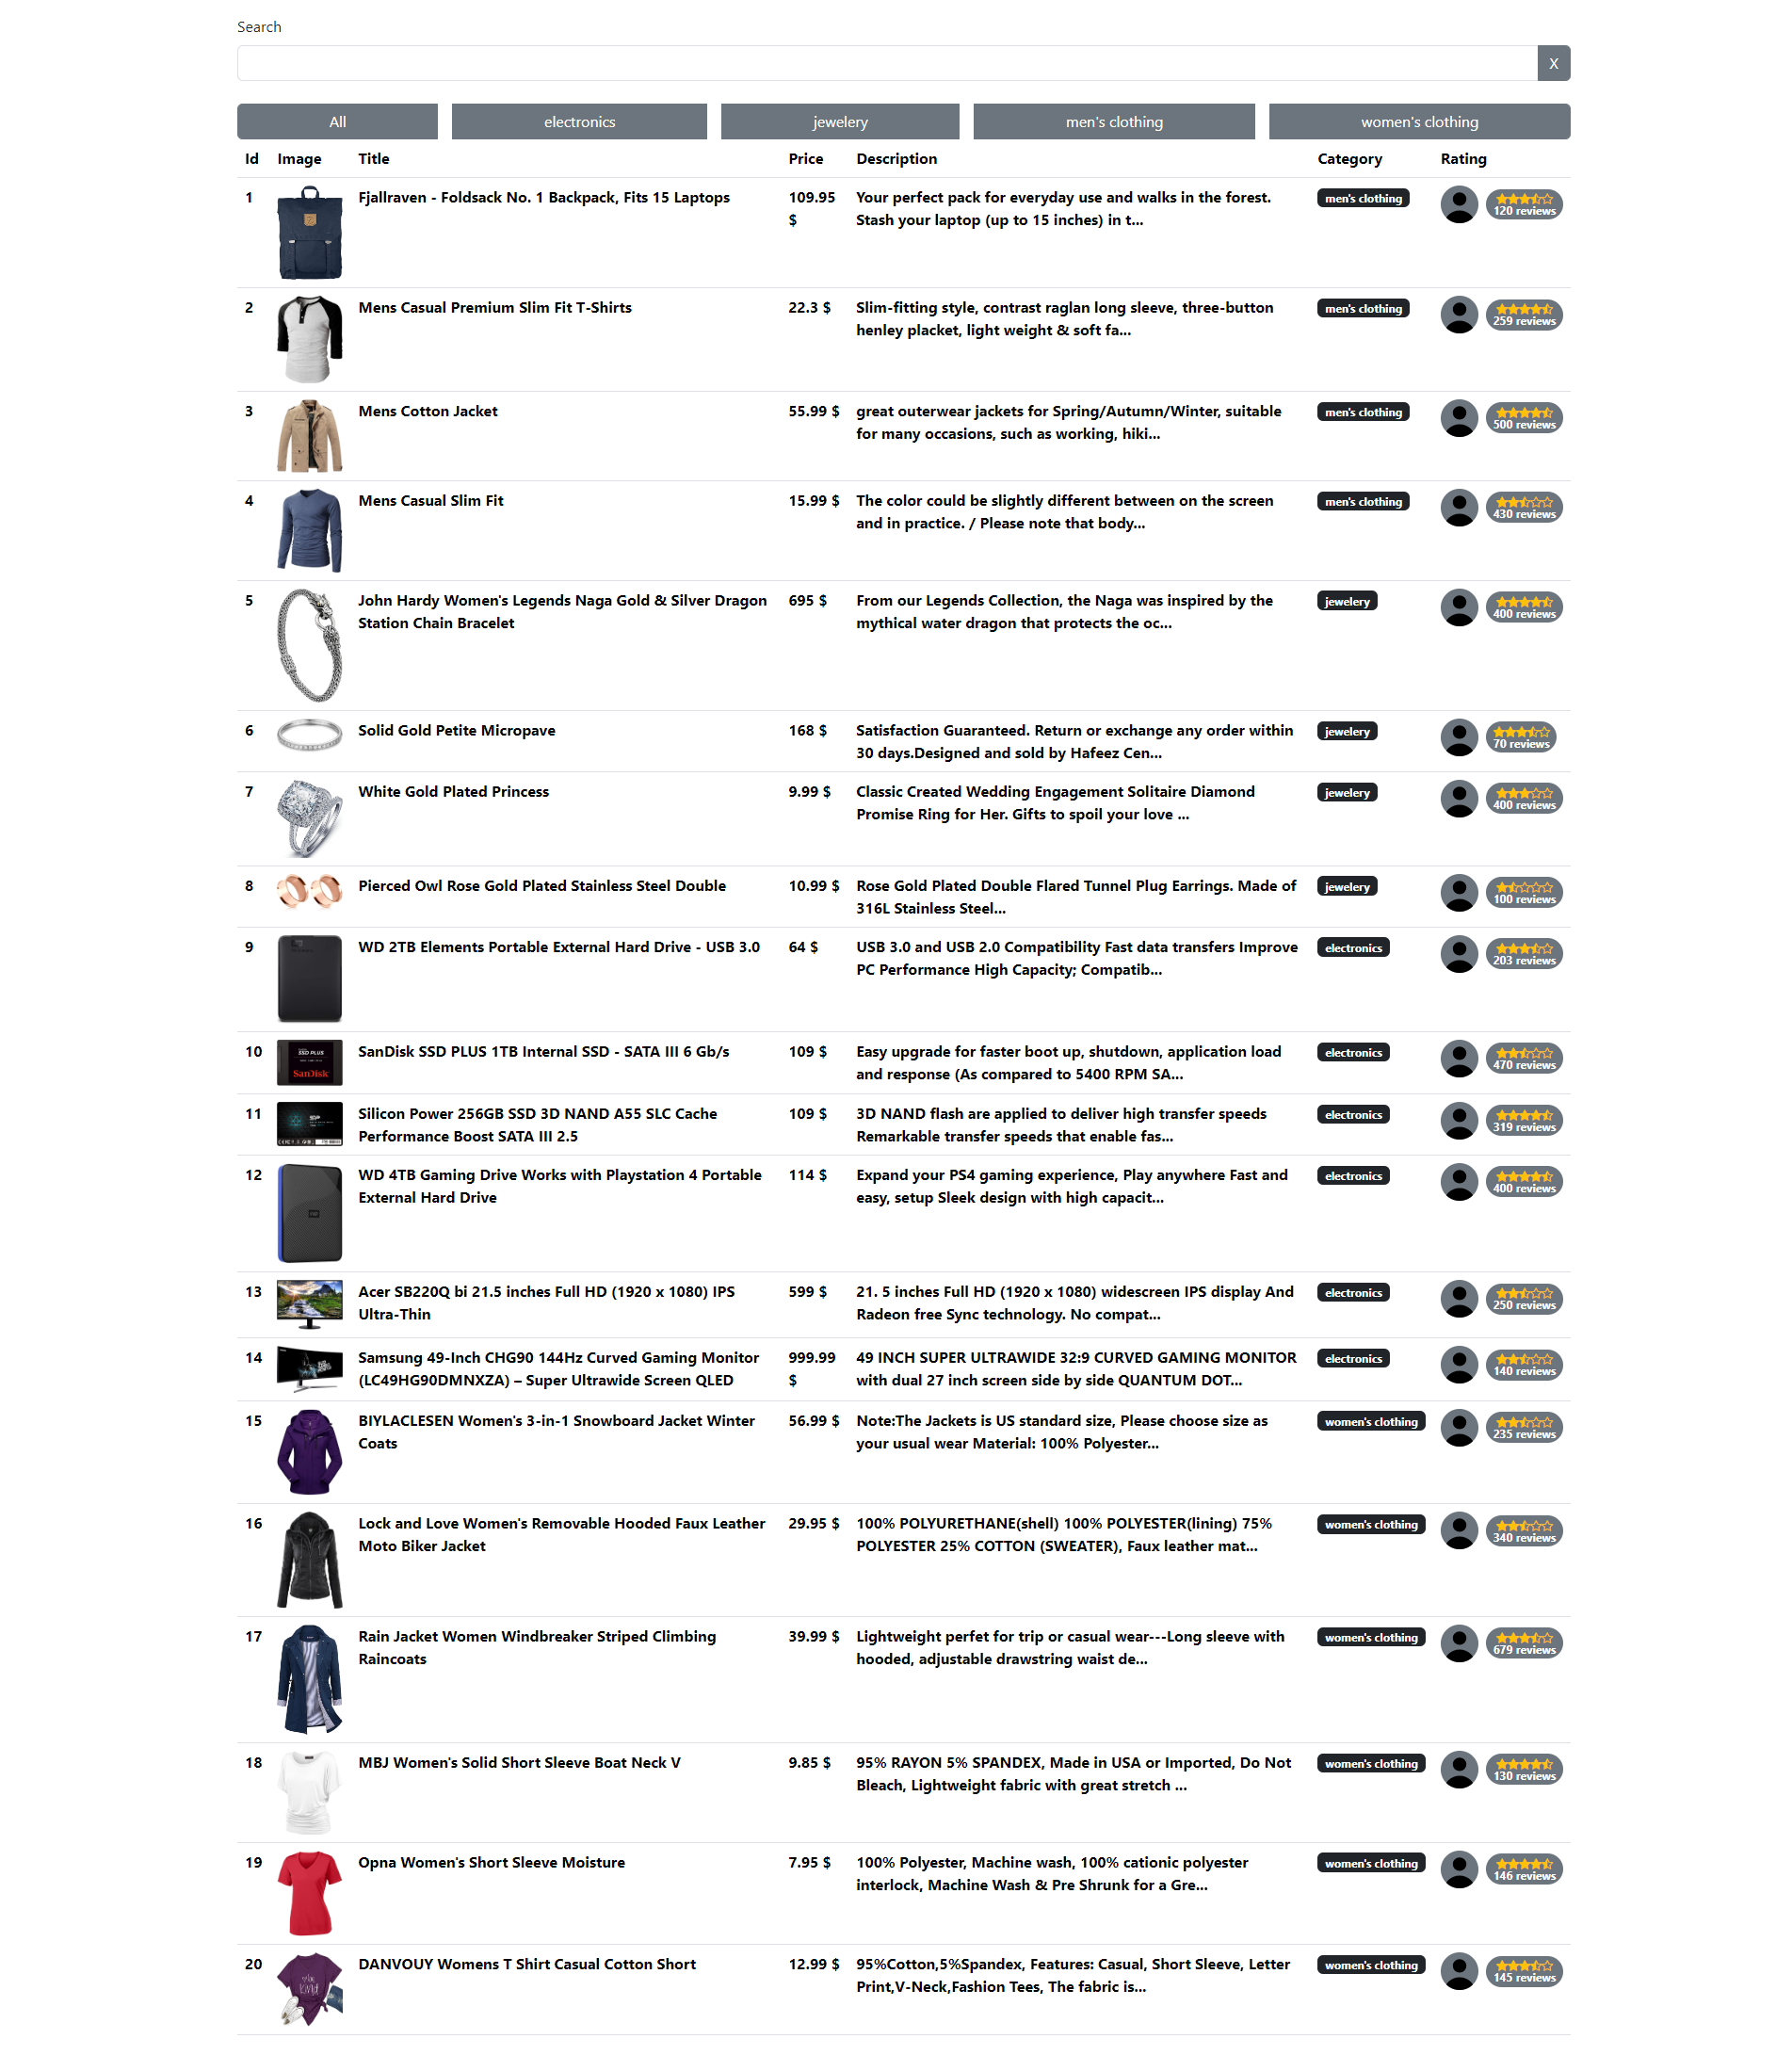 Search
X
All electronics jewelery men's clothing women's clothing
Id Image Title Price Description Category Rating
1 Fjallraven - Foldsack No. 1 Backpack, Fits 15 Laptops 109.95 Your perfect pack for everyday use and walks in the forest. men's clothing
$ Stash your laptop (up to 15 inches) in t... 120 reviews
2 Mens Casual Premium Slim Fit T-Shirts 22.3 $ Slim-fitting style, contrast raglan long sleeve, three-button men's clothing
henley placket, light weight & soft fa... 259 reviews
3 Mens Cotton Jacket 55.99 $ great outerwear jackets for Spring/Autumn/Winter, suitable men's clothing
for many occasions, such as working, hiki... 500 reviews
4 Mens Casual Slim Fit 15.99 $ The color could be slightly different between on the screen men's clothing
and in practice. / Please note that body... 430 reviews
5 John Hardy Women's Legends Naga Gold & Silver Dragon 695 $ From our Legends Collection, the Naga was inspired by the jewelery
Station Chain Bracelet mythical water dragon that protects the oc... 400 reviews
6 Solid Gold Petite Micropave 168 $ Satisfaction Guaranteed. Return or exchange any order within jewelery
30 days.Designed and sold by Hafeez Cen... 70 reviews
7 White Gold Plated Princess 9.99 $ Classic Created Wedding Engagement Solitaire Diamond jewelery
Promise Ring for Her. Gifts to spoil your love ... 400 reviews
8 Pierced Owl Rose Gold Plated Stainless Steel Double 10.99 $ Rose Gold Plated Double Flared Tunnel Plug Earrings. Made of jewelery
316L Stainless Steel... 100 reviews
9 WD 2TB Elements Portable External Hard Drive - USB 3.0 64 $ USB 3.0 and USB 2.0 Compatibility Fast data transfers Improve electronics
PC Performance High Capacity; Compatib... 203 reviews
10 SSD PLUS SanDisk SanDisk SSD PLUS 1TB Internal SSD - SATA III 6 Gb/s 109 $ Easy upgrade for faster boot up, shutdown, application load electronics
and response (As compared to 5400 RPM SA... 470 reviews
11 Silicon Power 256GB SSD 3D NAND A55 SLC Cache 109 $ 3D NAND flash are applied to deliver high transfer speeds electronics
Performance Boost SATA III 2.5 Remarkable transfer speeds that enable fas... 319 reviews
12 WD 4TB Gaming Drive Works with Playstation 4 Portable 114 $ Expand your PS4 gaming experience, Play anywhere Fast and electronics
External Hard Drive easy, setup Sleek design with high capacit... 400 reviews
13 Acer SB220Q bi 21.5 inches Full HD (1920 x 1080) IPS 599 $ 21. 5 inches Full HD (1920 x 1080) widescreen IPS display And electronics
Ultra-Thin Radeon free Sync technology. No compat... 250 reviews
14 Samsung 49-Inch CHG90 144Hz Curved Gaming Monitor 999.99 49 INCH SUPER ULTRAWIDE 32:9 CURVED GAMING MONITOR electronics
(LC49HG90DMNXZA) – Super Ultrawide Screen QLED $ with dual 27 inch screen side by side QUANTUM DOT... 140 reviews
15 BIYLACLESEN Women's 3-in-1 Snowboard Jacket Winter 56.99 $ Note:The Jackets is US standard size, Please choose size as women's clothing
Coats your usual wear Material: 100% Polyester... 235 reviews
16 Lock and Love Women's Removable Hooded Faux Leather 29.95 $ 100% POLYURETHANE(shell) 100% POLYESTER(lining) 75% women's clothing
Moto Biker Jacket POLYESTER 25% COTTON (SWEATER), Faux leather mat... 340 reviews
17 Rain Jacket Women Windbreaker Striped Climbing 39.99 $ Lightweight perfet for trip or casual wear---Long sleeve with women's clothing
Raincoats hooded, adjustable drawstring waist de... 679 reviews
18 MBJ Women's Solid Short Sleeve Boat Neck V 9.85 $ 95% RAYON 5% SPANDEX, Made in USA or Imported, Do Not women's clothing
Bleach, Lightweight fabric with great stretch ... 130 reviews
19 Opna Women's Short Sleeve Moisture 7.95 $ 100% Polyester, Machine wash, 100% cationic polyester women's clothing
interlock, Machine Wash & Pre Shrunk for a Gre... 146 reviews
20 DANVOUY Womens T Shirt Casual Cotton Short 12.99 $ 95%Cotton,5%Spandex, Features: Casual, Short Sleeve, Letter women's clothing
Print,V-Neck,Fashion Tees, The fabric is... 145 reviews